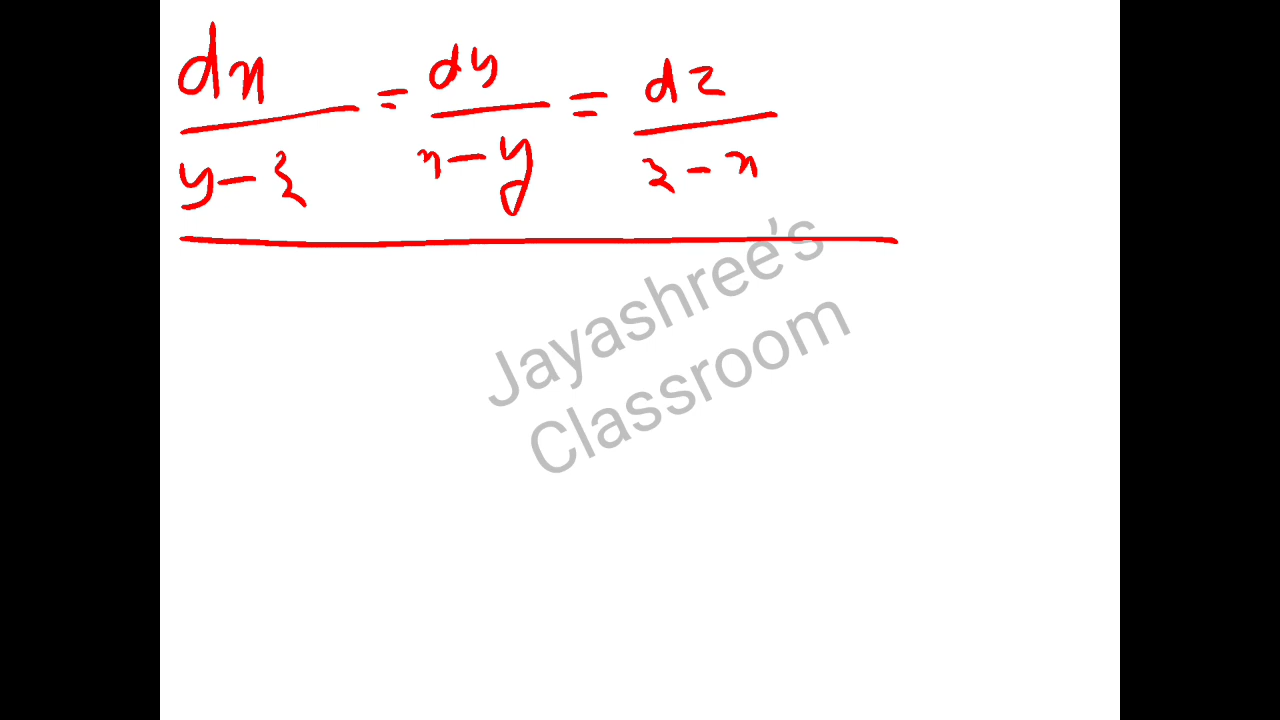 dx = dy = dz
y-z x-y z-x
Jayashree's
Classroom